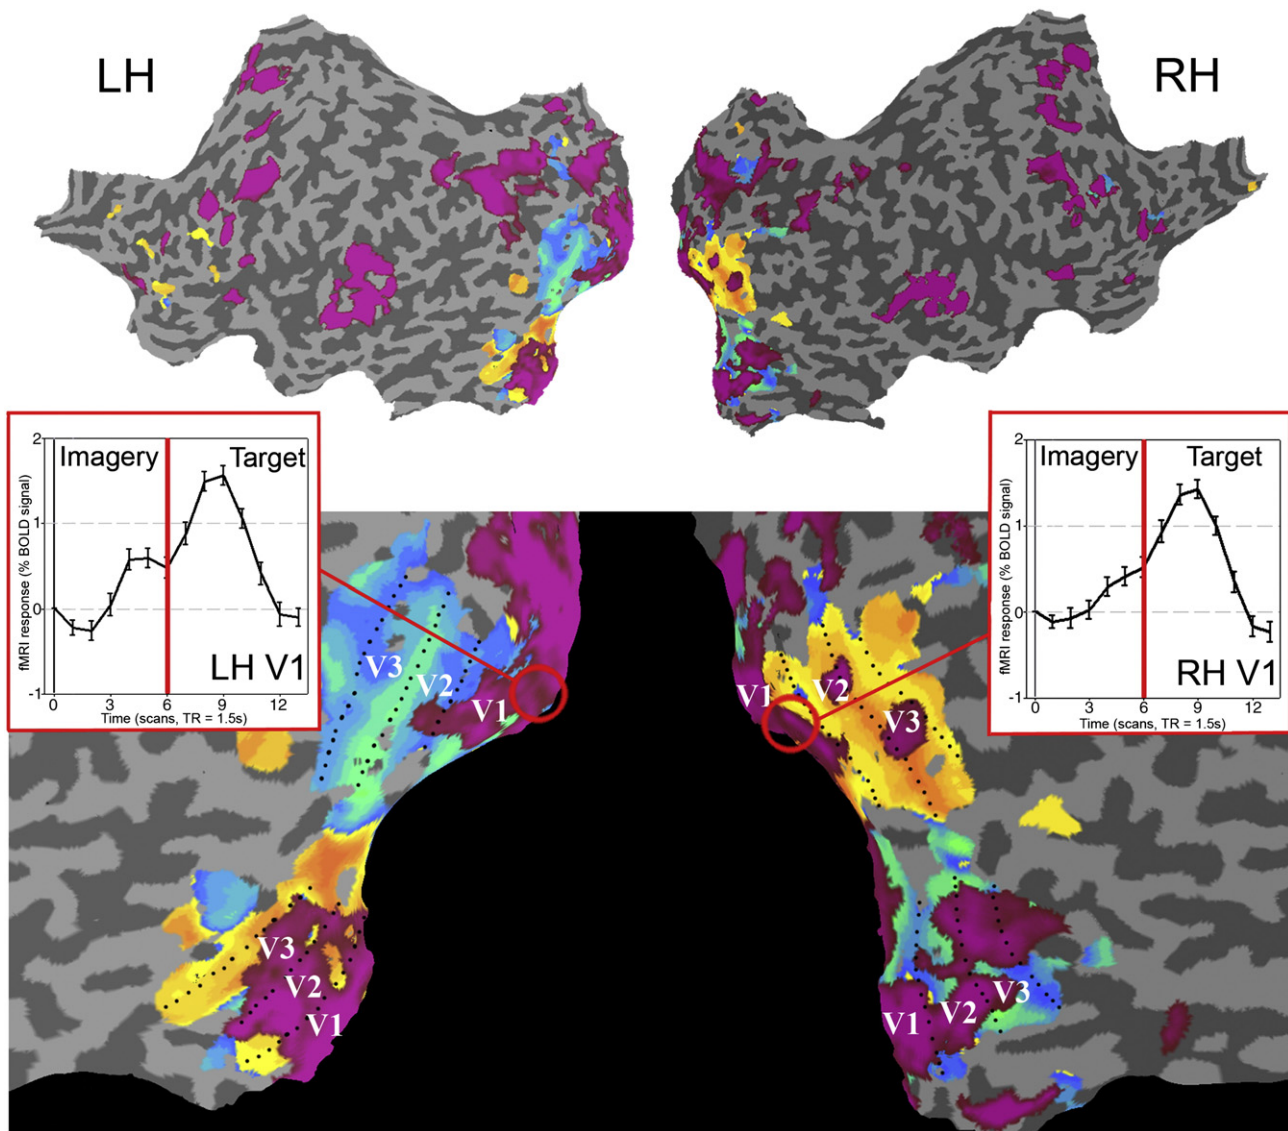 LH
RH
2
1
0
-1
fMRI response (% BOLD signal)
Imagery
Target
LH V1
0
3
6
9
12
Time (scans, TR = 1.5s)
2
1
0
-1
fMRI response (% BOLD signal)
Imagery
Target
RH V1
0
3
6
9
12
Time (scans, TR = 1.5s)
V3
V2
V1
V1
V2
V3
V3
V2
V1
V1
V2
V3